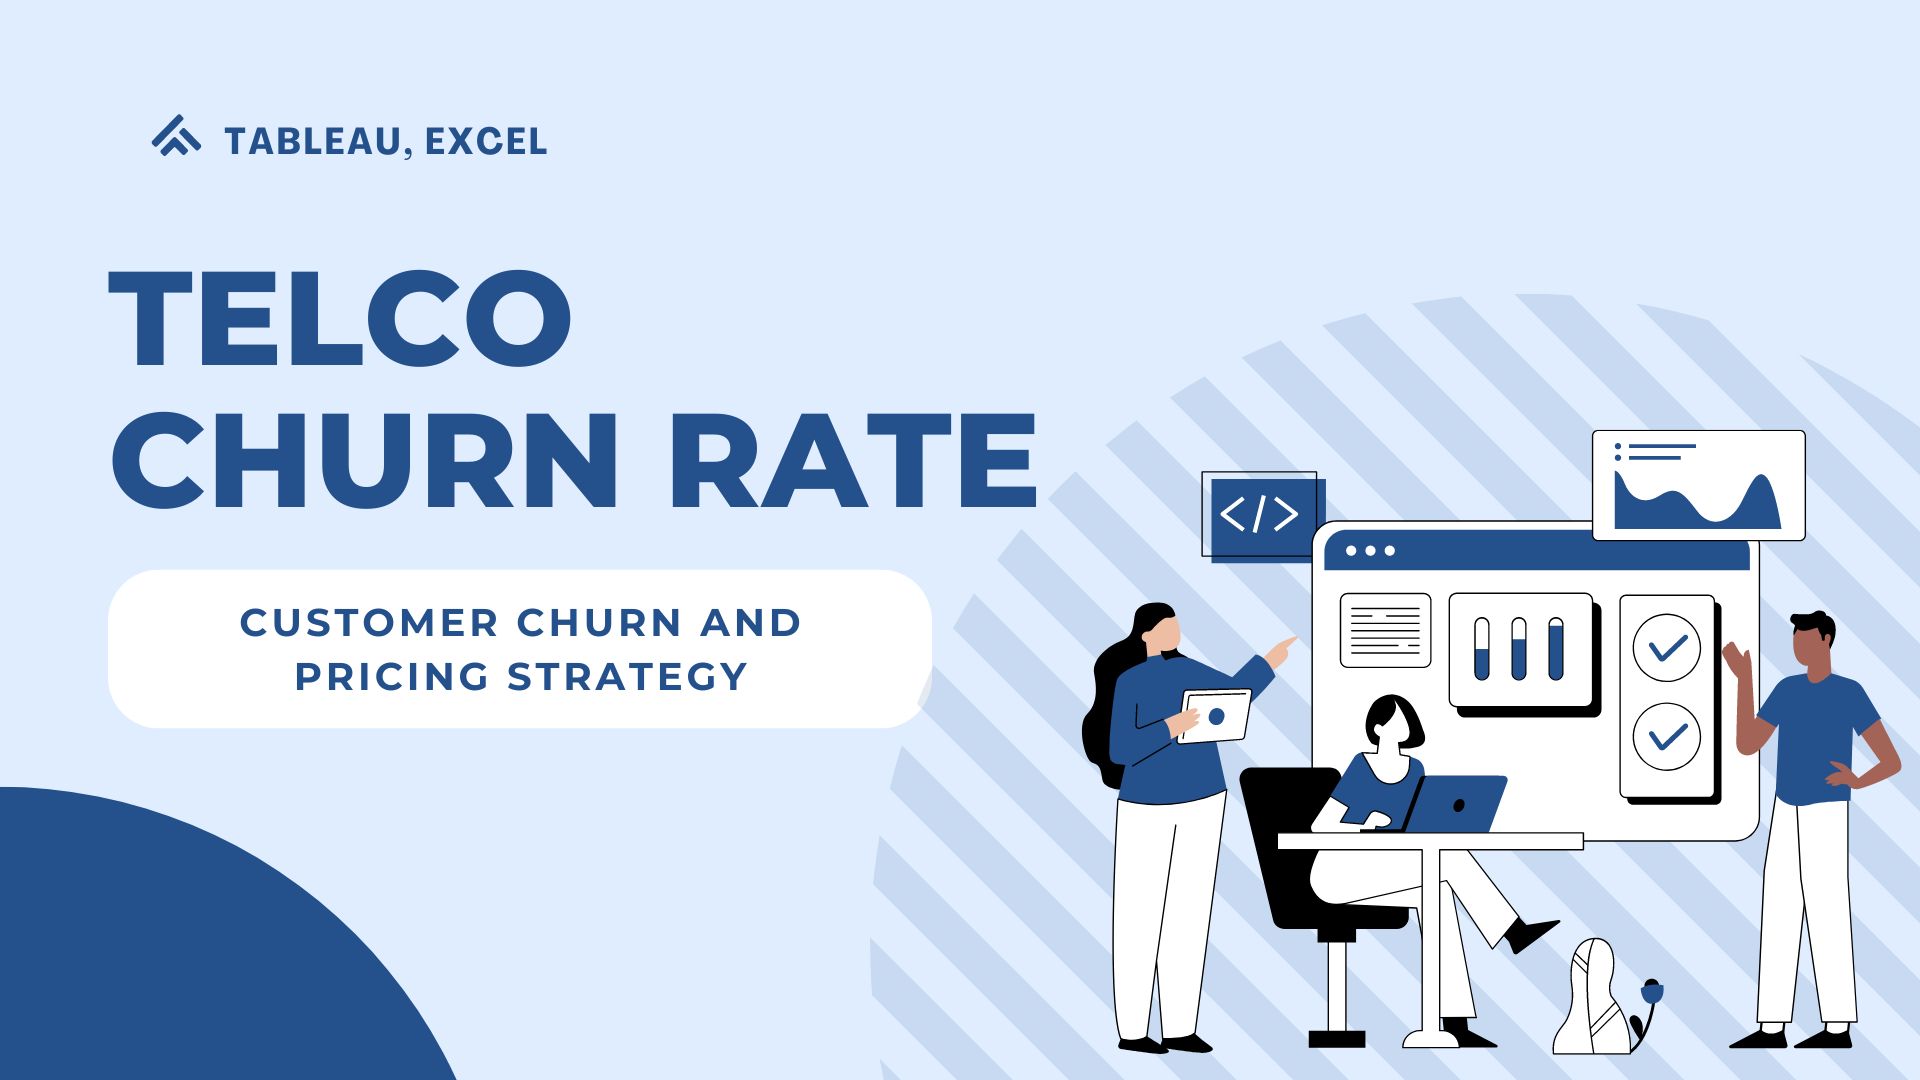 TABLEAU, EXCEL
TELCO
CHURN RATE
CUSTOMER CHURN AND
PRICING STRATEGY
</>